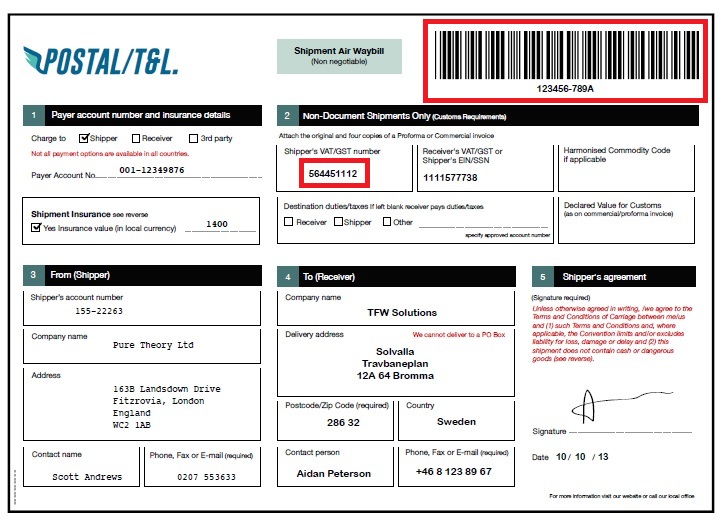 POSTAL/T&L.
Shipment Air Waybill
(Non negotiable)
123456-789A
1 Payer account number and insurance details
Charge to Shipper Receiver 3rd party
Not all payment options are available in all countries.
Payer Account No. 001-12349876
Shipment Insurance see reverse
Yes Insurance value (in local currency) 1400
2 Non-Document Shipments Only (Customs Requirements)
Attach the original and four copies of a Proforma or Commercial invoice
Shipper's VAT/GST number
564451112
Receiver's VAT/GST or
Shipper's EIN/SSN
1111577738
Harmonised Commodity Code
if applicable
Destination duties/taxes If left blank receiver pays duties/taxes
Receiver Shipper Other
specify approved account number
Declared Value for Customs
(as on commercial/proforma invoice)
3 From (Shipper)
Shipper's account number
155-22263
Company name
Pure Theory Ltd
Address
163B Landsdown Drive
Fitzrovia, London
England
WC2 1AB
Contact name
Scott Andrews
Phone, Fax or E-mail (required)
0207 553633
4 To (Receiver)
Company name
TFW Solutions
Delivery address We cannot deliver to a PO Box
Solvalla
Travbaneplan
12A 64 Bromma
Postcode/Zip Code (required)
286 32
Country
Sweden
Contact person
Aidan Peterson
Phone, Fax or E-mail (required)
+46 8 123 89 67
5 Shipper's agreement
(Signature required)
Unless otherwise agreed in writing, /we agree to the
Terms and Conditions of Carriage between me/us
and (1) such Terms and Conditions and, where
applicable, the Convention limits and/or excludes
liability for loss, damage or delay and (2) this
shipment does not contain cash or dangerous
goods (see reverse).
Signature
Date 10/ 10 / 13
For more information visit our website or call our local office.